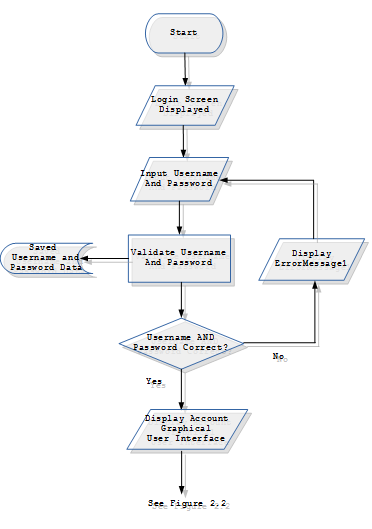 Start
Login Screen
Displayed
Input Username
And Password
Saved
Username and
Password Data
Validate Username
And Password
Display
ErrorMessage1
Username AND
Password Correct?
No
Yes
Display Account
Graphical
User Interface
See Figure 2.2